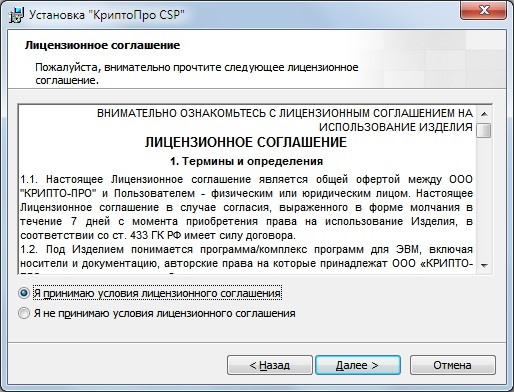 Установка "КриптоПро CSP"
Лицензионное соглашение
Пожалуйста, внимательно прочтите следующее лицензионное
соглашение.
ВНИМАТЕЛЬНО ОЗНАКОМЬТЕСЬ С ЛИЦЕНЗИОННЫМ СОГЛАШЕНИЕМ НА
ИСПОЛЬЗОВАНИЕ ИЗДЕЛИЯ
ЛИЦЕНЗИОННОЕ СОГЛАШЕНИЕ
1. Термины и определения
1.1. Настоящее Лицензионное соглашение является общей офертой между ООО
"КРИПТО-ПРО" и Пользователем - физическим или юридическим лицом. Настоящее
Лицензионное соглашение в случае согласия, выраженного в форме молчания в
течение 7 дней с момента приобретения права на использование Изделия, в
соответствии со ст. 433 ГК РФ имеет силу договора.
1.2. Под Изделием понимается программа/комплекс программ для ЭВМ, включая
носители и документацию, авторские права на которые принадлежат ООО «КРИПТО-
Я принимаю условия лицензионного соглашения
Я не принимаю условия лицензионного соглашения
< Назад
Далее >
Отмена